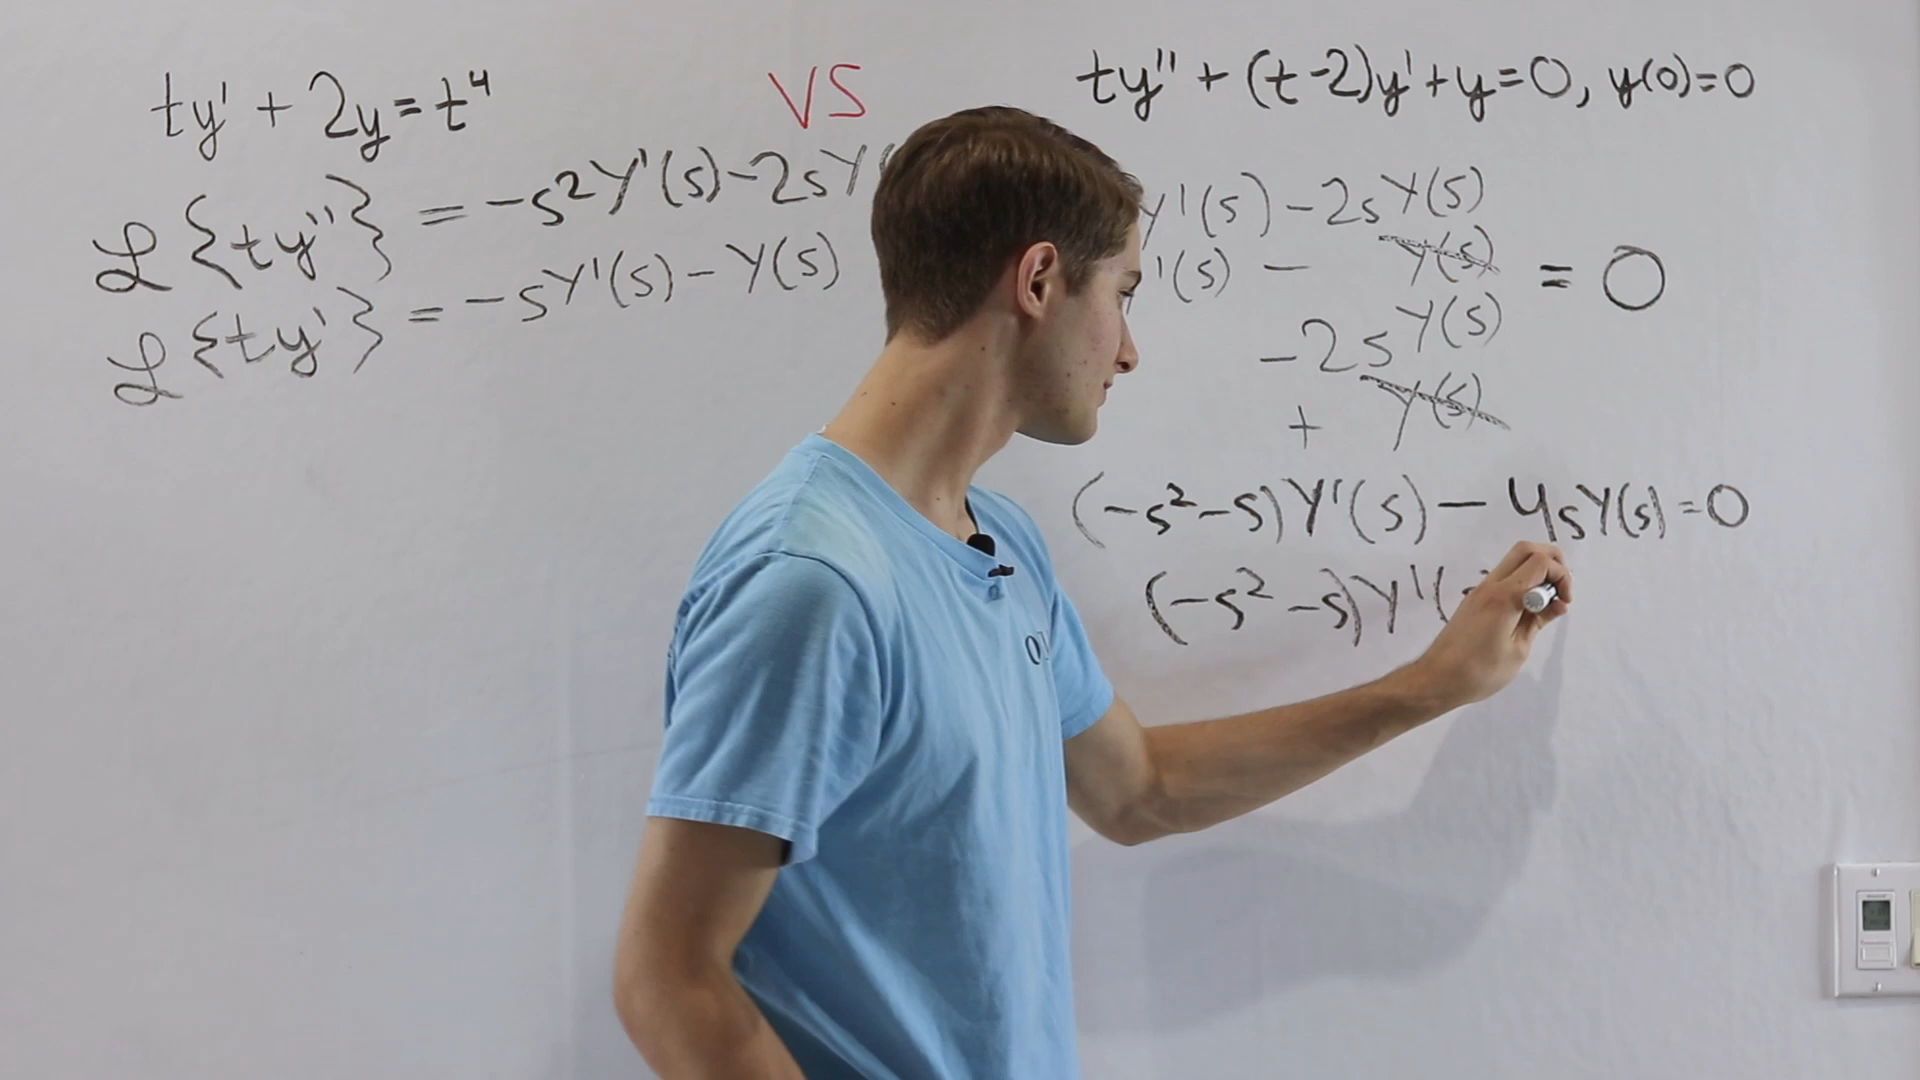 ty' + 2y = t⁴
VS
ty'' + (t-2)y' + y = 0, y(0) = 0
ℒ{ty''} = -s²Y'(s) - 2sY
ℒ{ty'} = -sY'(s) - Y(s)
Y'(s) - 2sY(s)
'(s) - Y(s)
= 0
-2sY(s)
+ Y(s)
(-s²-s)Y'(s) - 4sY(s) = 0
(-s²-s)Y'(